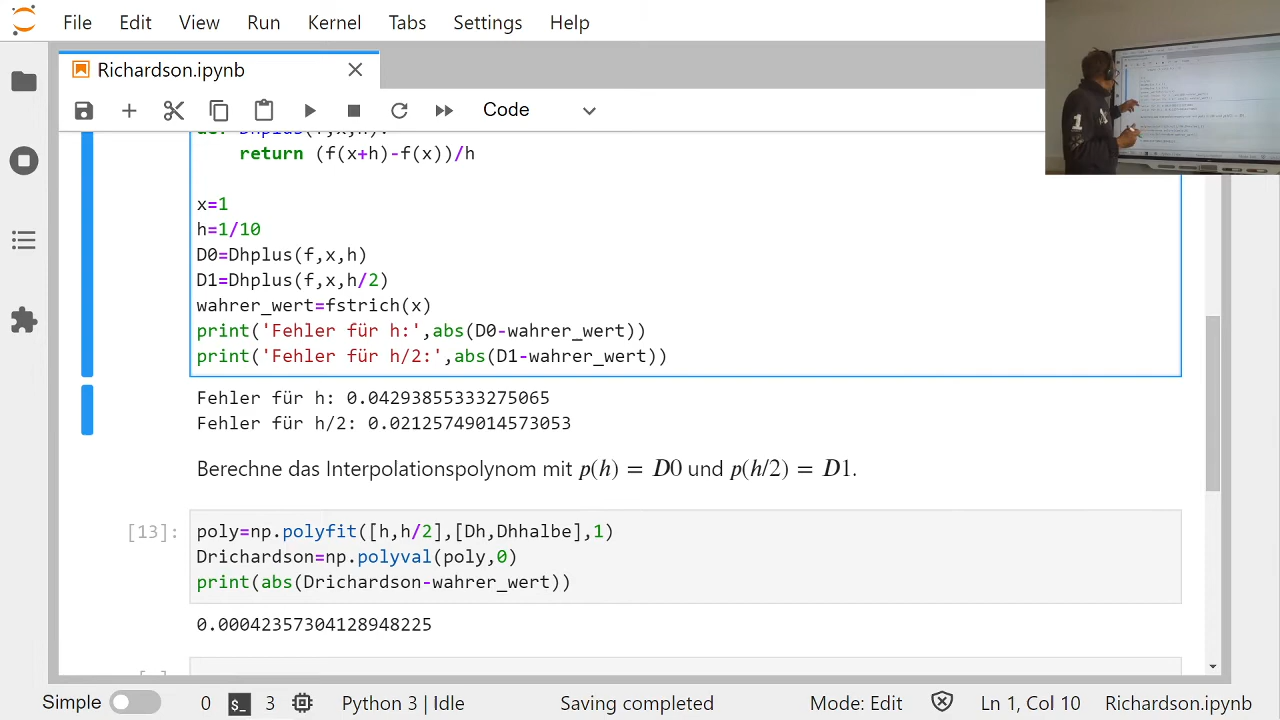 File Edit View Run Kernel Tabs Settings Help
Richardson.ipynb
Code
return (f(x+h)-f(x))/h
x=1
h=1/10
D0=Dhplus(f,x,h)
D1=Dhplus(f,x,h/2)
wahrer_wert=fstrich(x)
print('Fehler für h:',abs(D0-wahrer_wert))
print('Fehler für h/2:',abs(D1-wahrer_wert))
Fehler für h: 0.04293855333275065
Fehler für h/2: 0.02125749014573053
Berechne das Interpolationspolynom mit p(h) = D0 und p(h/2) = D1.
[13]: poly=np.polyfit([h,h/2],[Dh,Dhhalbe],1)
Drichardson=np.polyval(poly,0)
print(abs(Drichardson-wahrer_wert))
0.00042357304128948225
Simple 0 $_ 3 Python 3 | Idle Saving completed Mode: Edit Ln 1, Col 10 Richardson.ipynb